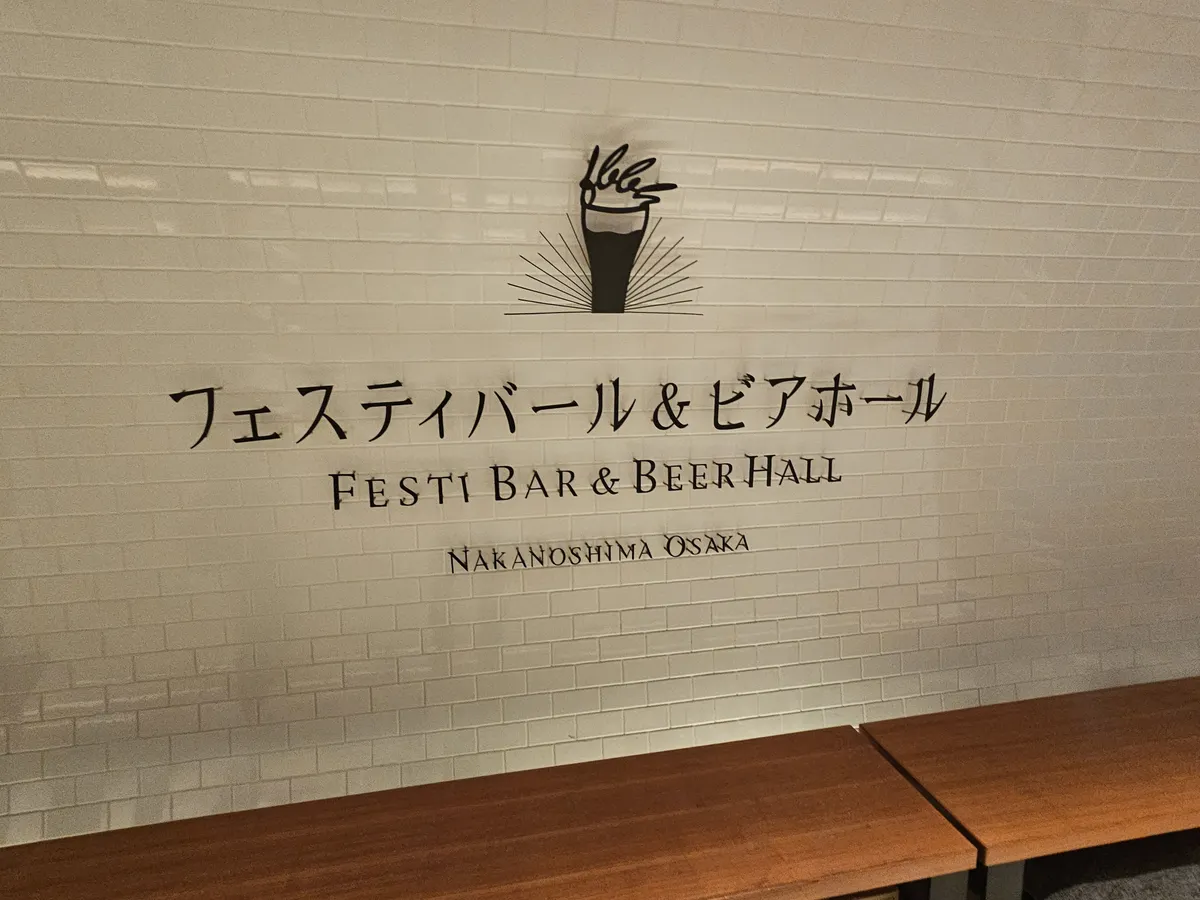 フェスティバール&ビアホール
FESTI BAR & BEER HALL
NAKANOSHIMA OSAKA